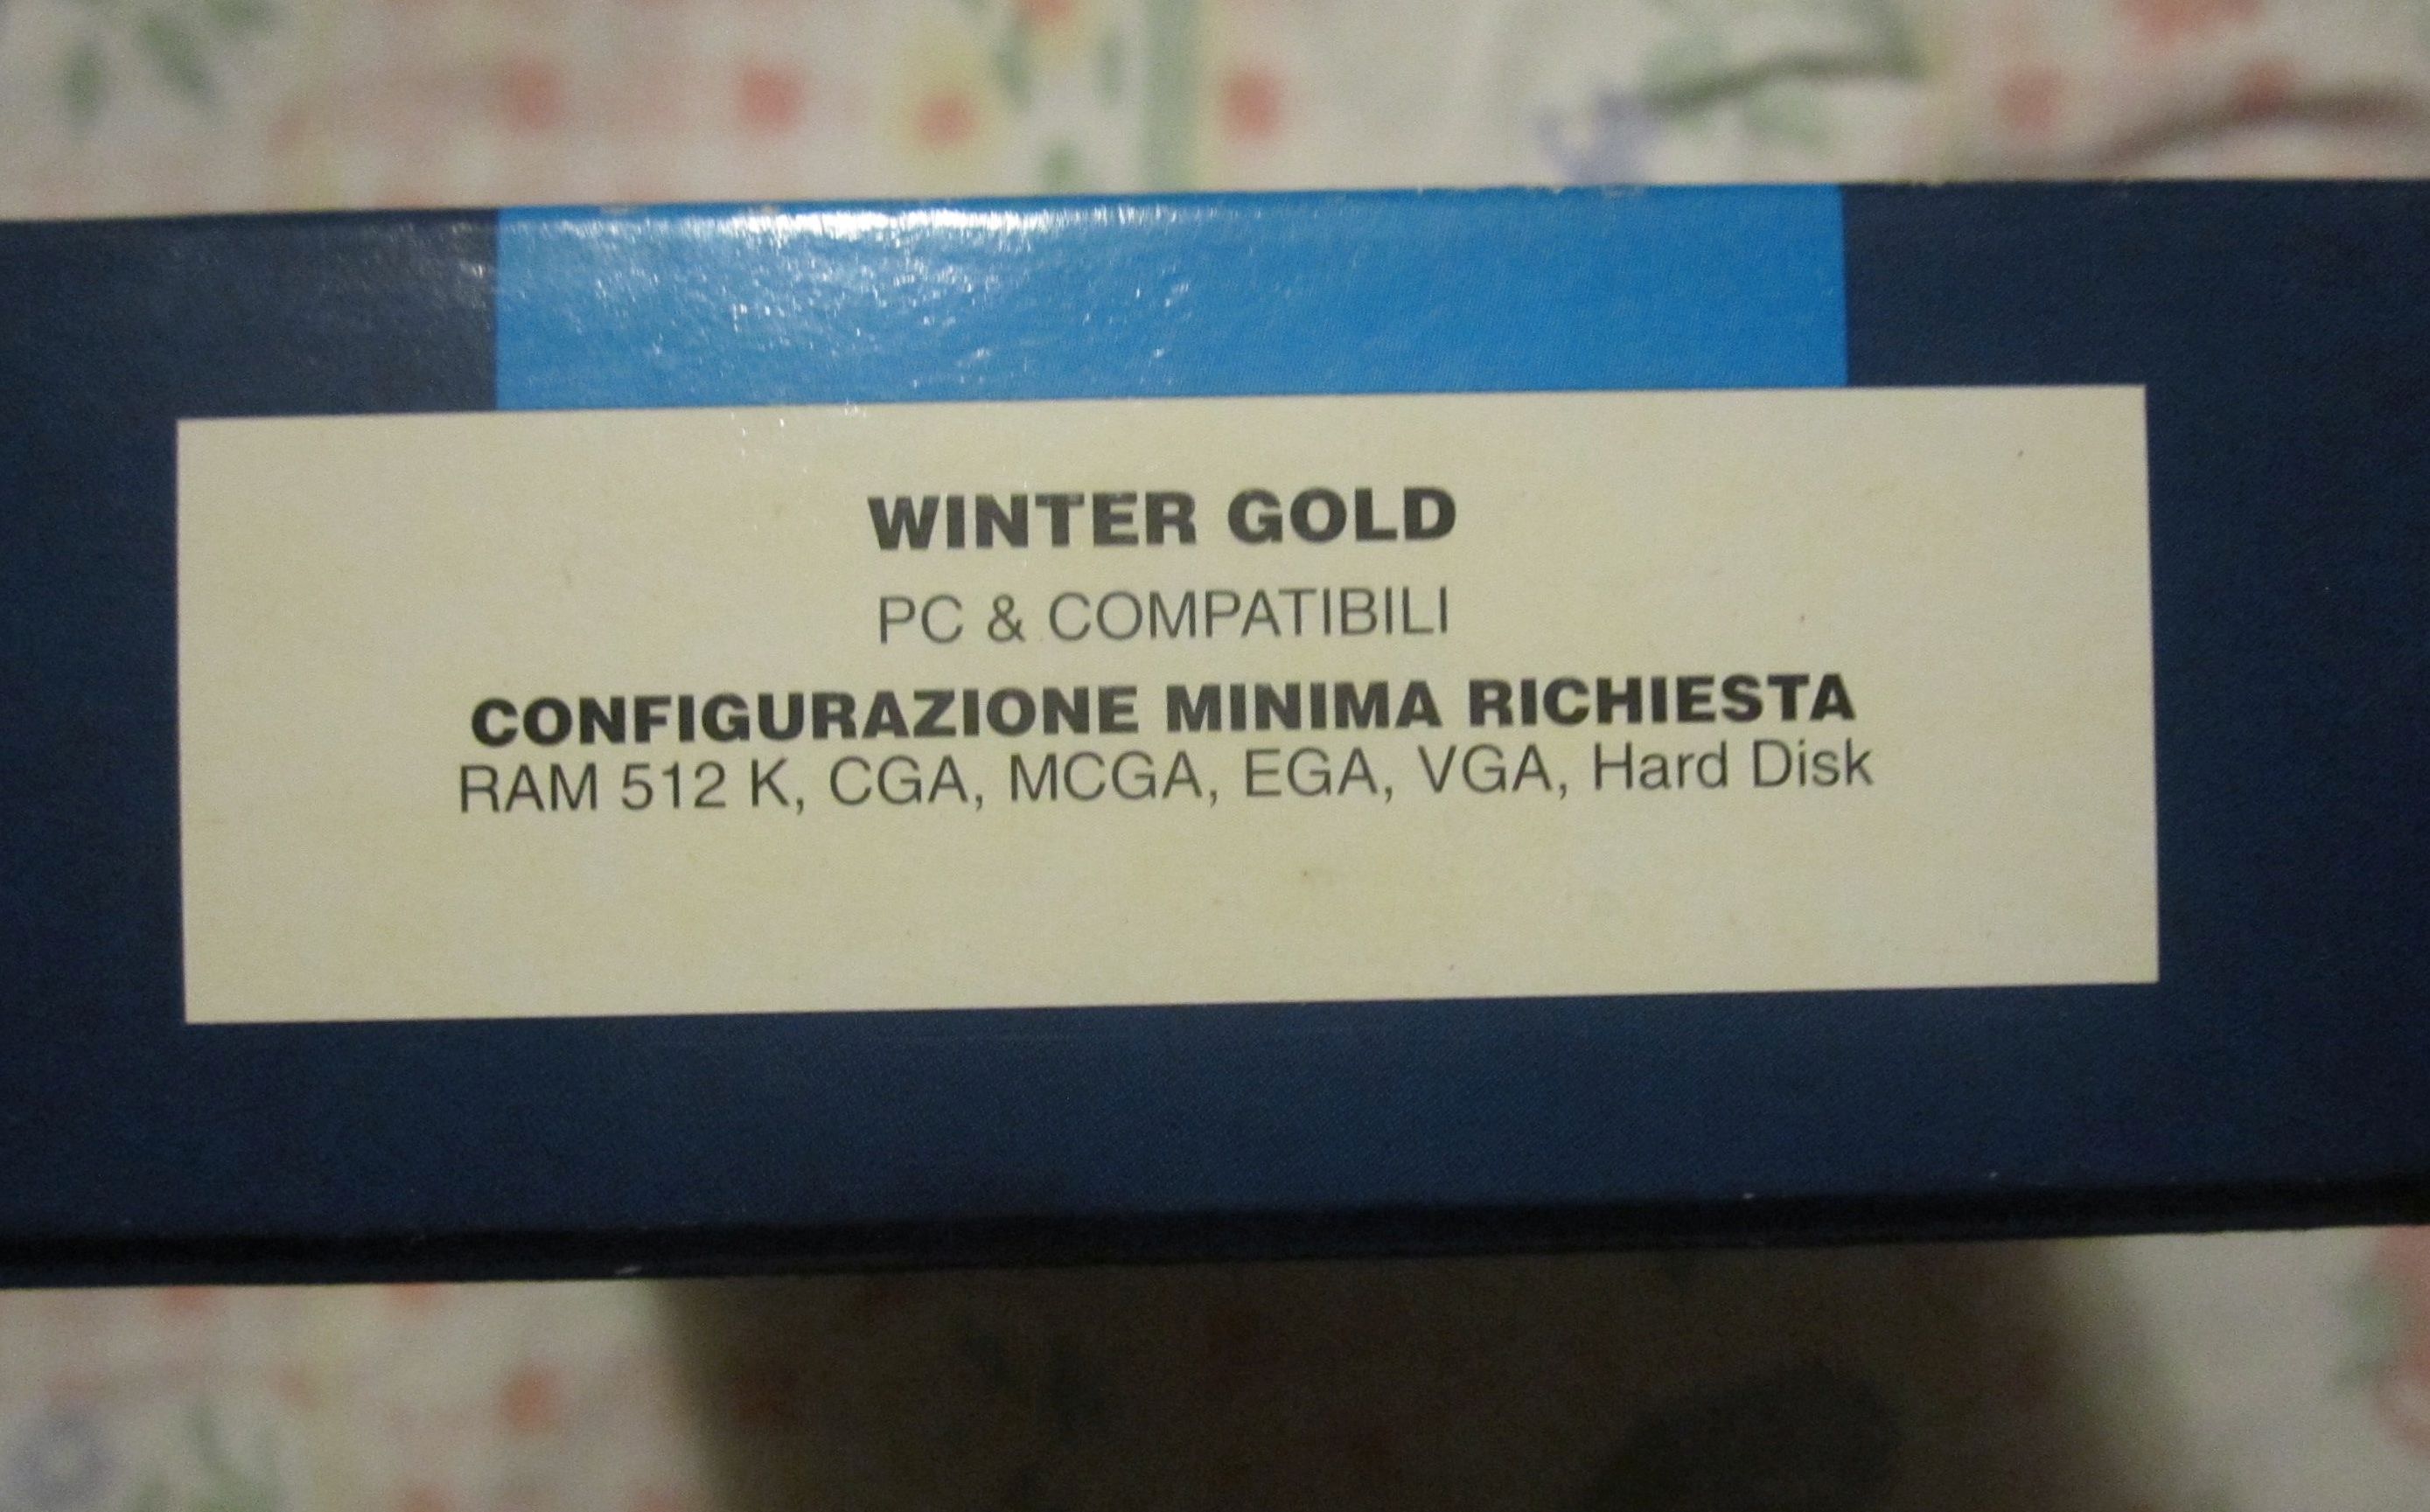 WINTER GOLD
PC & COMPATIBILI
CONFIGURAZIONE MINIMA RICHIESTA
RAM 512 K, CGA, MCGA, EGA, VGA, Hard Disk